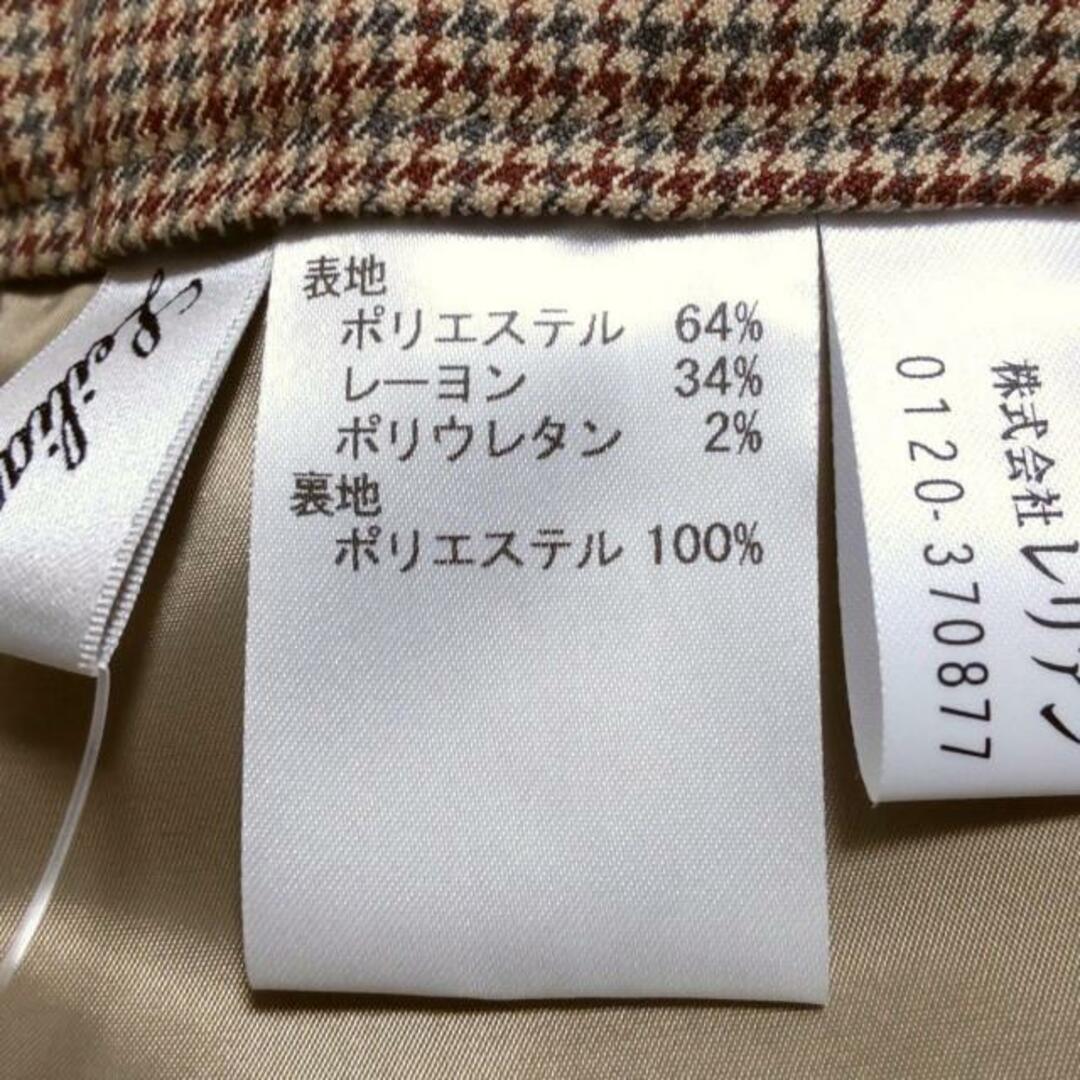 表地
ポリエステル 64%
レーヨン 34%
ポリウレタン 2%
裏地
ポリエステル 100%
株式会社レリアン
0120-370877